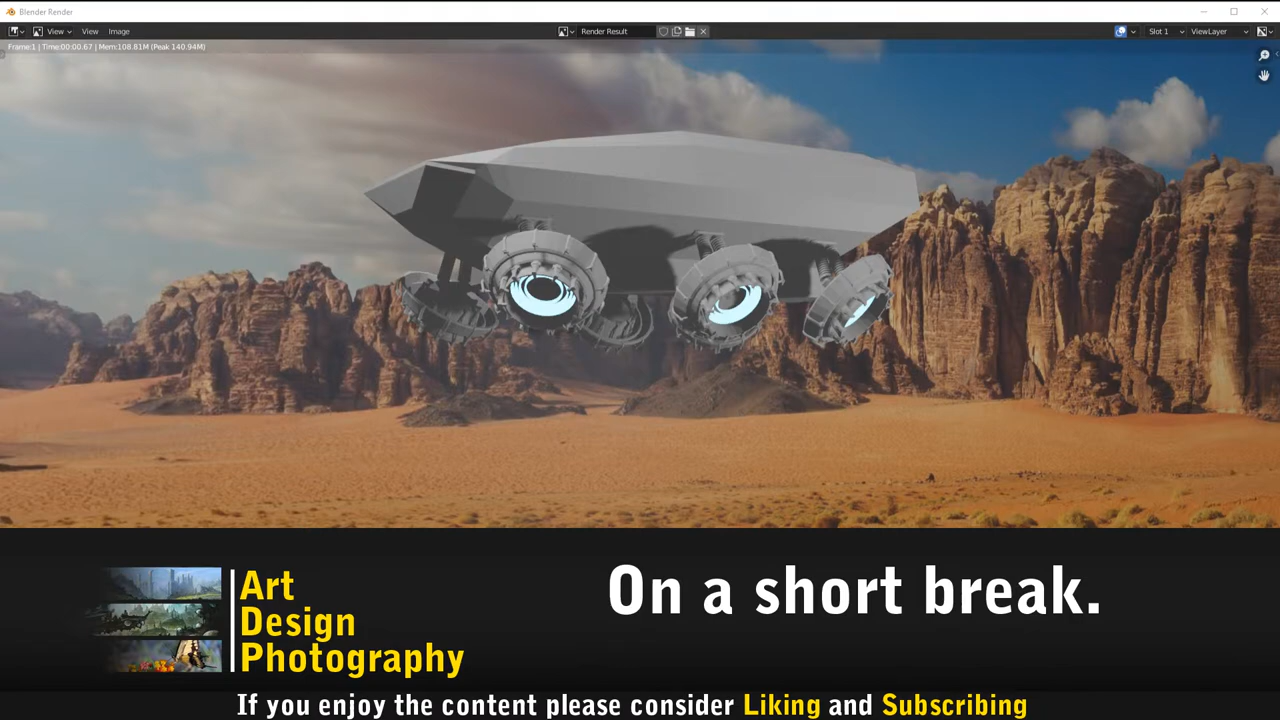 Blender Render
View
View
Image
Render Result
Slot 1
ViewLayer
Frame:1 | Time:00:00.67 | Mem:108.81M (Peak 140.94M)
Art
Design
Photography
On a short break.
If you enjoy the content please consider Liking and Subscribing